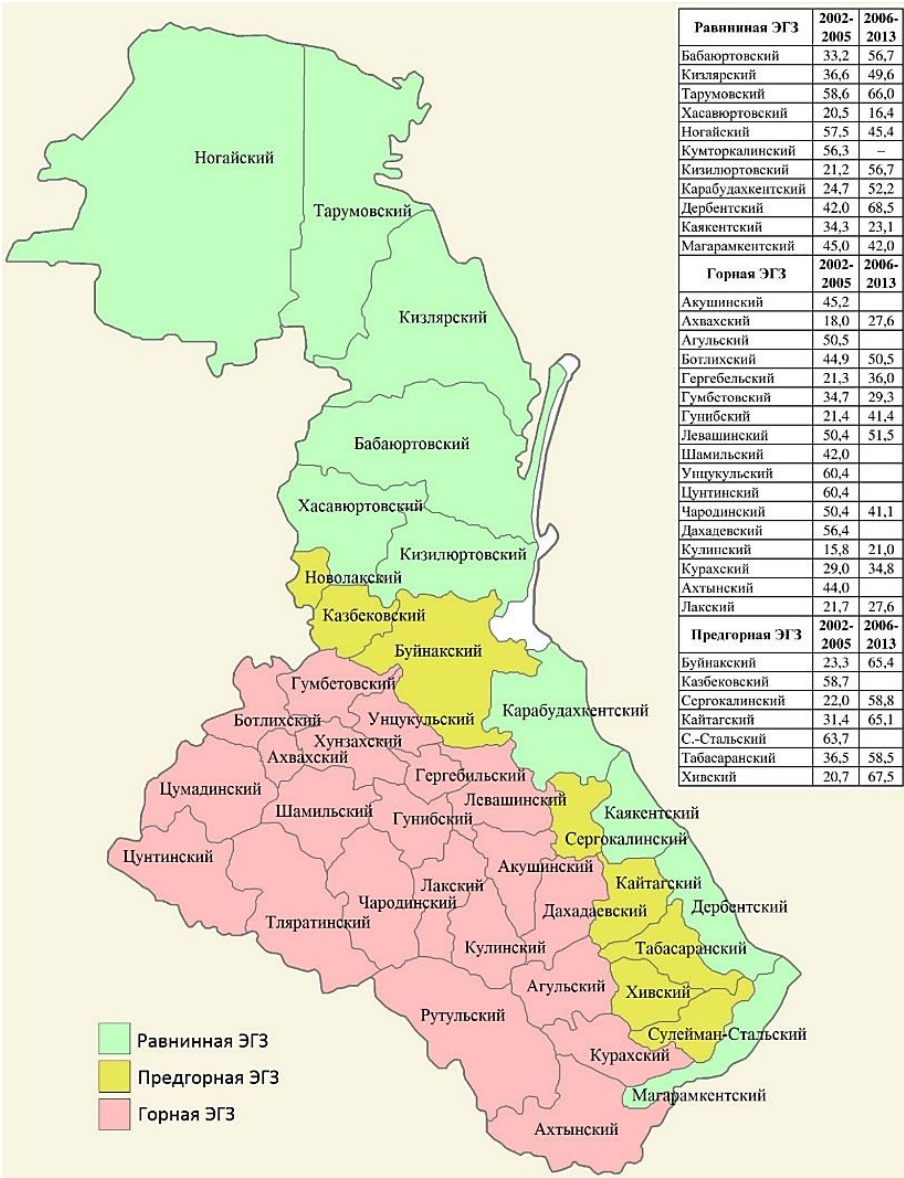 Равнинная ЭГЗ 2002-2005 2006-2013
Бабаюртовский 33,2 56,7
Кизлярский 36,6 49,6
Тарумовский 58,6 66,0
Хасавюртовский 20,5 16,4
Ногайский 57,5 45,4
Кумторкалинский 56,3 –
Кизилюртовский 21,2 56,7
Карабудахкентский 24,7 52,2
Дербентский 42,0 68,5
Каякентский 34,3 23,1
Магарамкентский 45,0 42,0
Горная ЭГЗ 2002-2005 2006-2013
Акушинский 45,2
Ахвахский 18,0 27,6
Агульский 50,5
Ботлихский 44,9 50,5
Гергебельский 21,3 36,0
Гумбетовский 34,7 29,3
Гунибский 21,4 41,4
Левашинский 50,4 51,5
Шамильский 42,0
Унцукульский 60,4
Цунтинский 60,4
Чародинский 50,4 41,1
Дахадевский 56,4
Кулинский 15,8 21,0
Курахский 29,0 34,8
Ахтынский 44,0
Лакский 21,7 27,6
Предгорная ЭГЗ 2002-2005 2006-2013
Буйнакский 23,3 65,4
Казбековский 58,7
Сергокалинский 22,0 58,8
Кайтагский 31,4 65,1
С.-Стальский 63,7
Табасаранский 36,5 58,5
Хивский 20,7 67,5
Ногайский
Тарумовский
Кизлярский
Бабаюртовский
Хасавюртовский
Кизилюртовский
Новолакский
Казбековский
Буйнакский
Гумбетовский
Карабудахкентский
Ботлихский
Унцукульский
Хунзахский
Ахвахский
Гергебильский
Цумадинский
Левашинский
Шамильский
Гунибский
Каякентский
Сергокалинский
Цунтинский
Акушинский
Лакский
Кайтагский
Чародинский
Дахадаевский
Дербентский
Тляратинский
Кулинский
Табасаранский
Агульский
Хивский
Рутульский
Сулейман-Стальский
Курахский
Магарамкентский
Ахтынский
Равнинная ЭГЗ
Предгорная ЭГЗ
Горная ЭГЗ